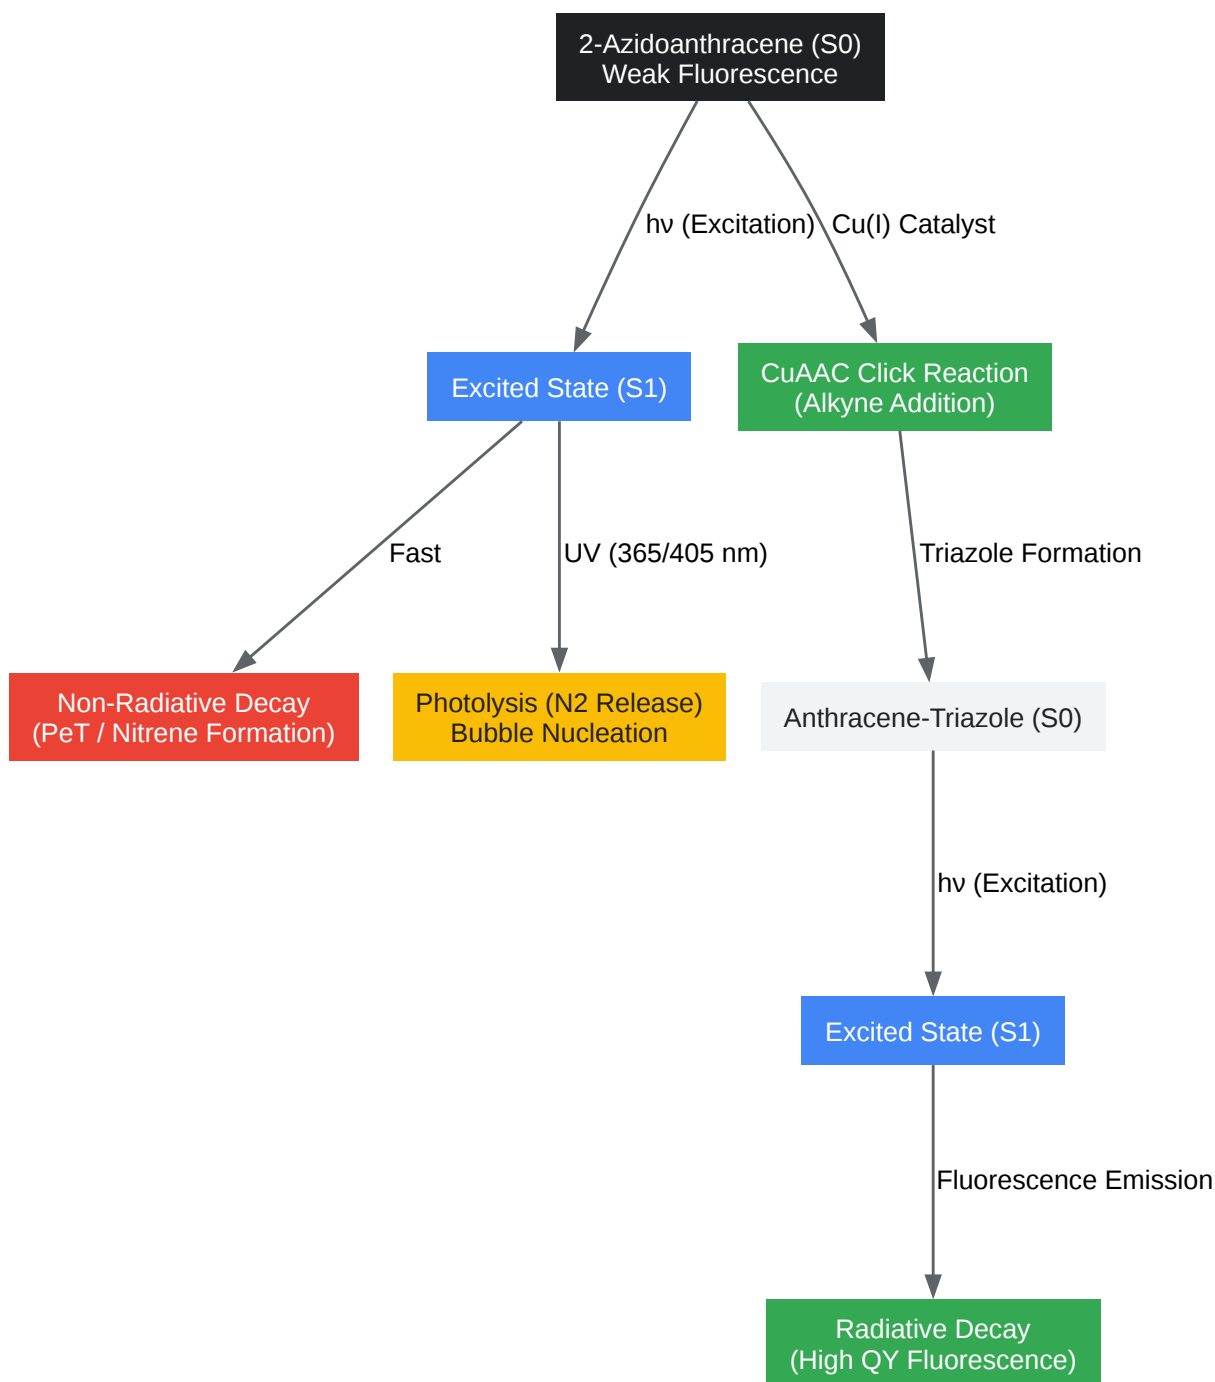 2-Azidoanthracene (S0)
Weak Fluorescence
hν (Excitation)
Cu(I) Catalyst
Excited State (S1)
CuAAC Click Reaction
(Alkyne Addition)
Fast
UV (365/405 nm)
Triazole Formation
Non-Radiative Decay
(PeT / Nitrene Formation)
Photolysis (N2 Release)
Bubble Nucleation
Anthracene-Triazole (S0)
hν (Excitation)
Excited State (S1)
Fluorescence Emission
Radiative Decay
(High QY Fluorescence)